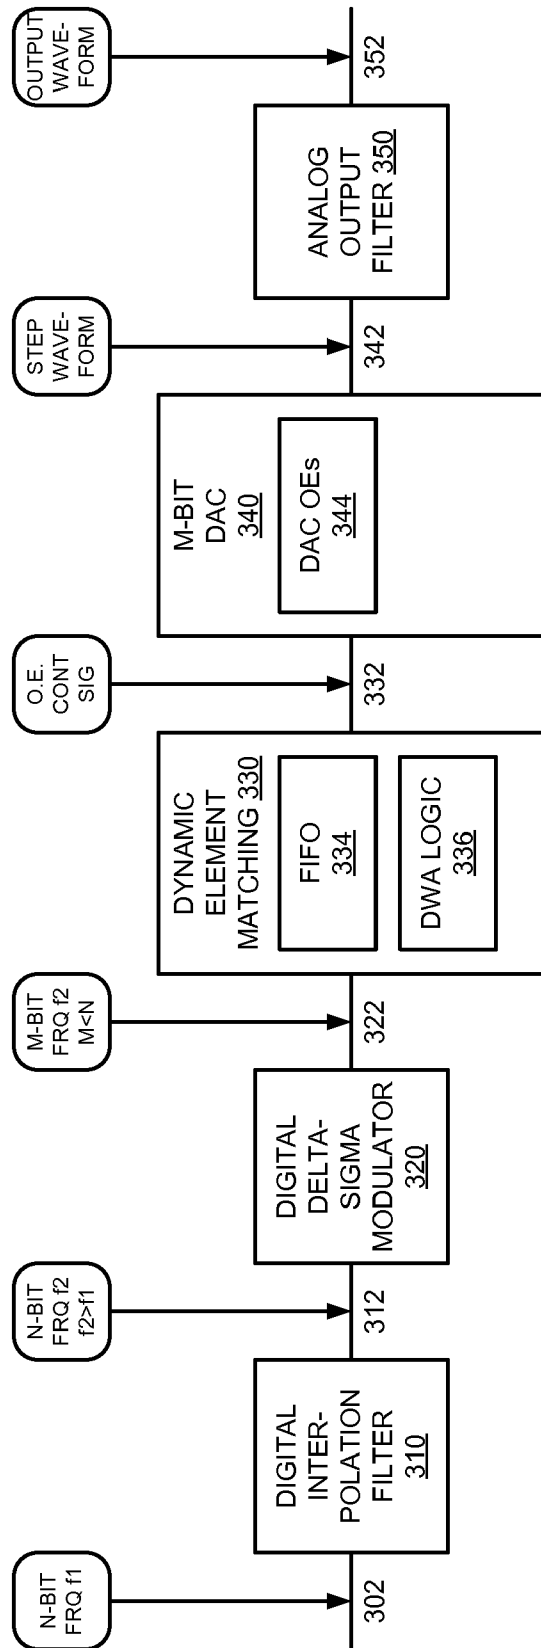 N-BIT
FRQ f1
302
DIGITAL
INTER-
POLATION
FILTER
310
N-BIT
FRQ f2
f2>f1
312
DIGITAL
DELTA-
SIGMA
MODULATOR
320
M-BIT
FRQ f2
M<N
322
DYNAMIC
ELEMENT
MATCHING 330
FIFO
334
DWA LOGIC
336
O.E.
CONT
SIG
332
M-BIT
DAC
340
DAC OEs
344
STEP
WAVE-
FORM
342
ANALOG
OUTPUT
FILTER 350
OUTPUT
WAVE-
FORM
352